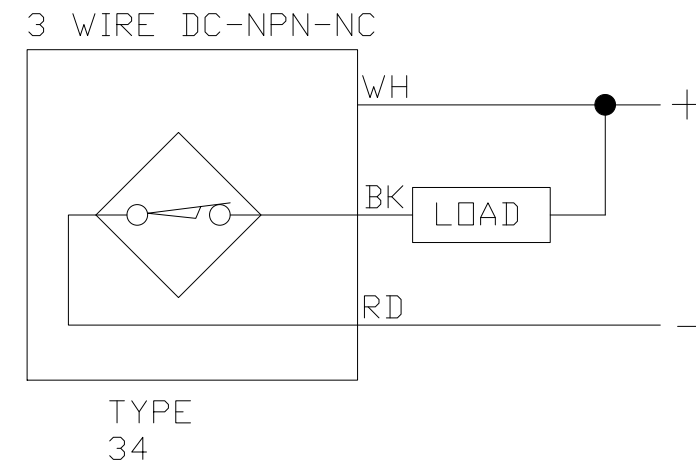 3 WIRE DC-NPN-NC
WH
+
BK
LOAD
RD
-
TYPE
34